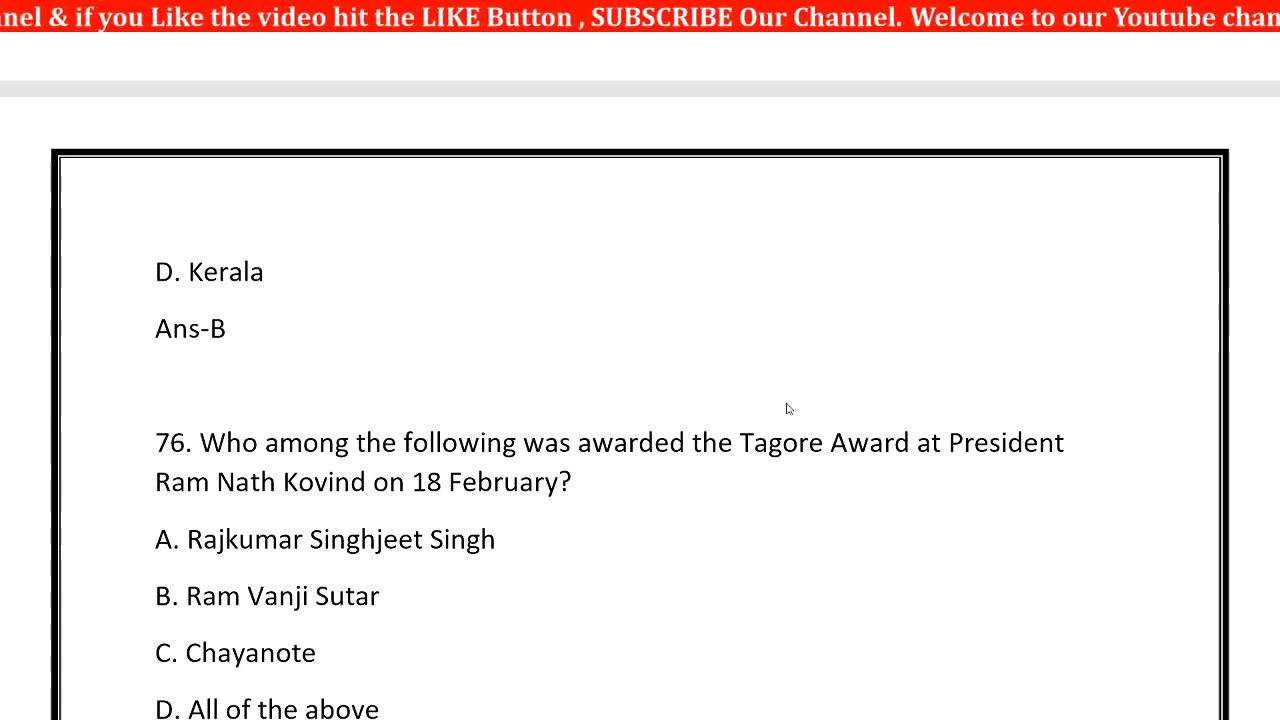 nel & if you Like the video hit the LIKE Button , SUBSCRIBE Our Channel. Welcome to our Youtube chan
D. Kerala
Ans-B
76. Who among the following was awarded the Tagore Award at President
Ram Nath Kovind on 18 February?
A. Rajkumar Singhjeet Singh
B. Ram Vanji Sutar
C. Chayanote
D. All of the above